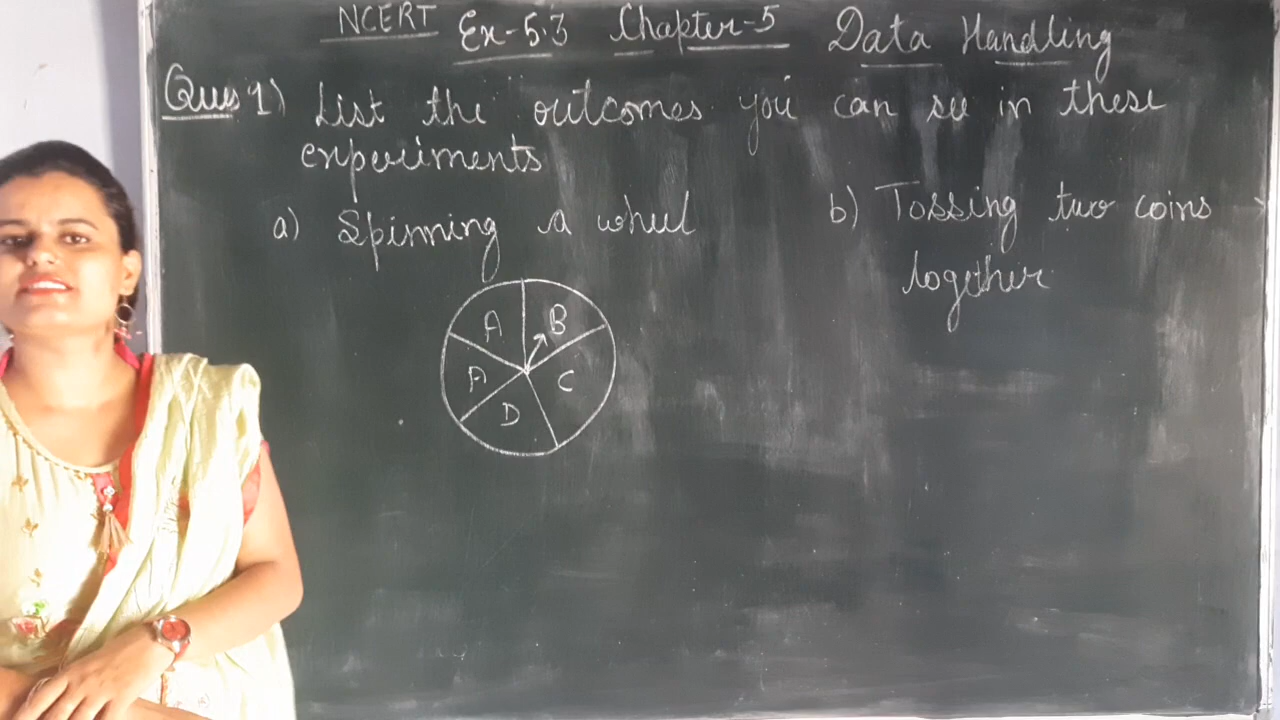 NCERT Ex-5.3 Chapter-5 Data Handling
Ques 1) List the outcomes you can see in these
experiments
a) Spinning a wheel
b) Tossing two coins
together
A B
A C
D